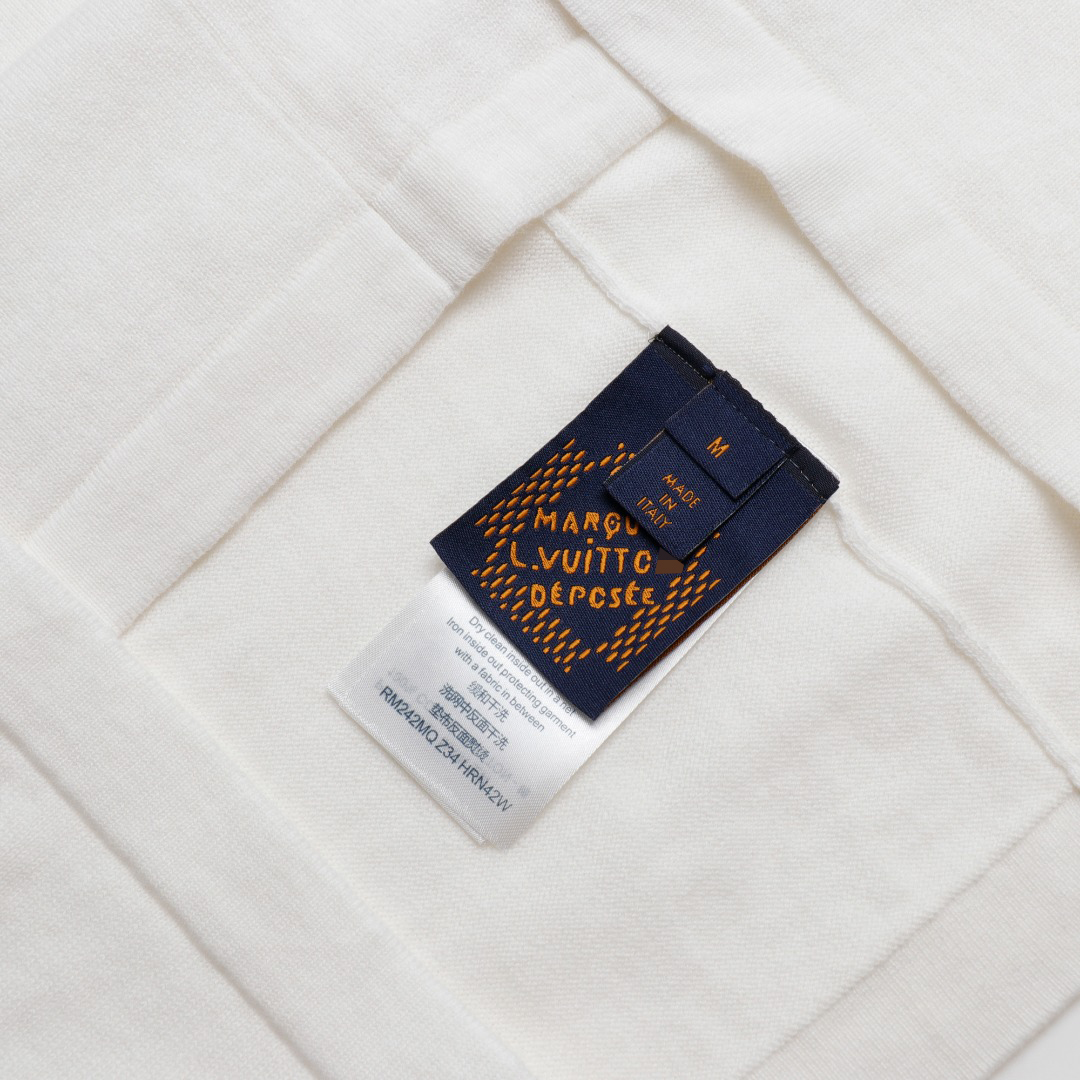 M
MADE
IN
ITALY
MARQU
L.VUITTO
DÉPOSÉE
Dry clean inside out in a net
Iron inside out protecting garment
with a fabric in between
缓和干洗
洗网中反面干洗
垫布反面熨烫
RM242MQ Z34 HRN42W